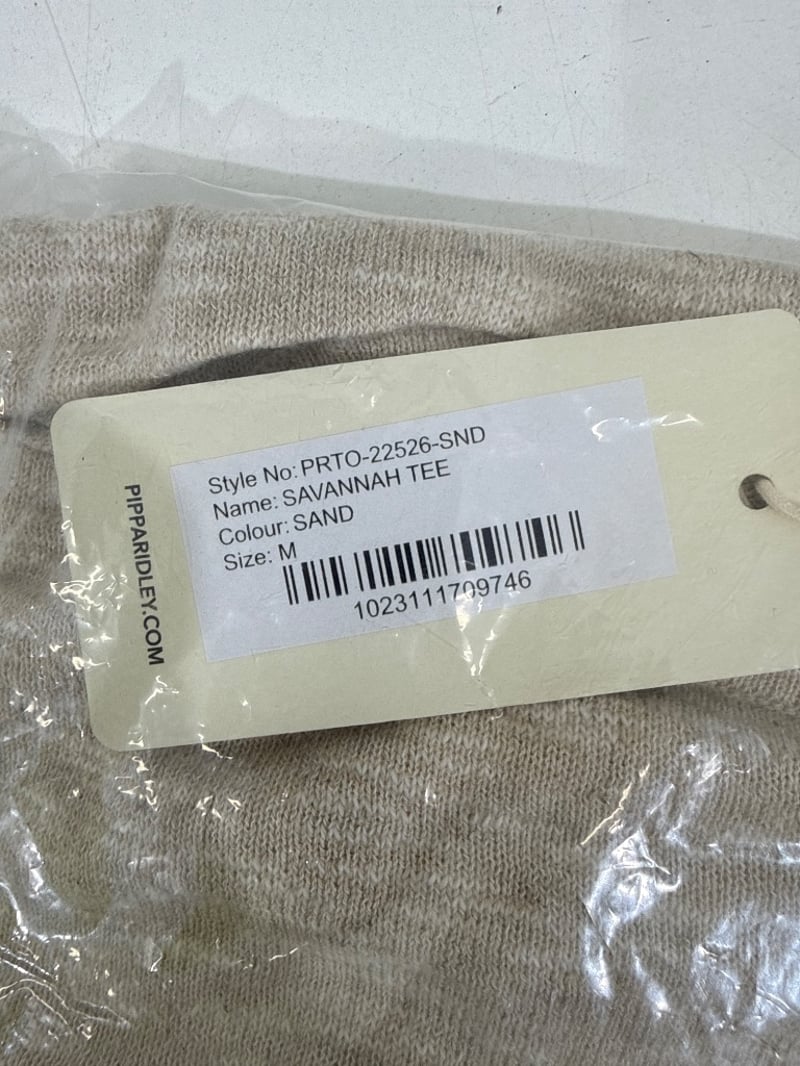 Style No: PRTO-22526-SND
Name: SAVANNAH TEE
Colour: SAND
Size: M
1023111709746
PIPPARIDLEY.COM